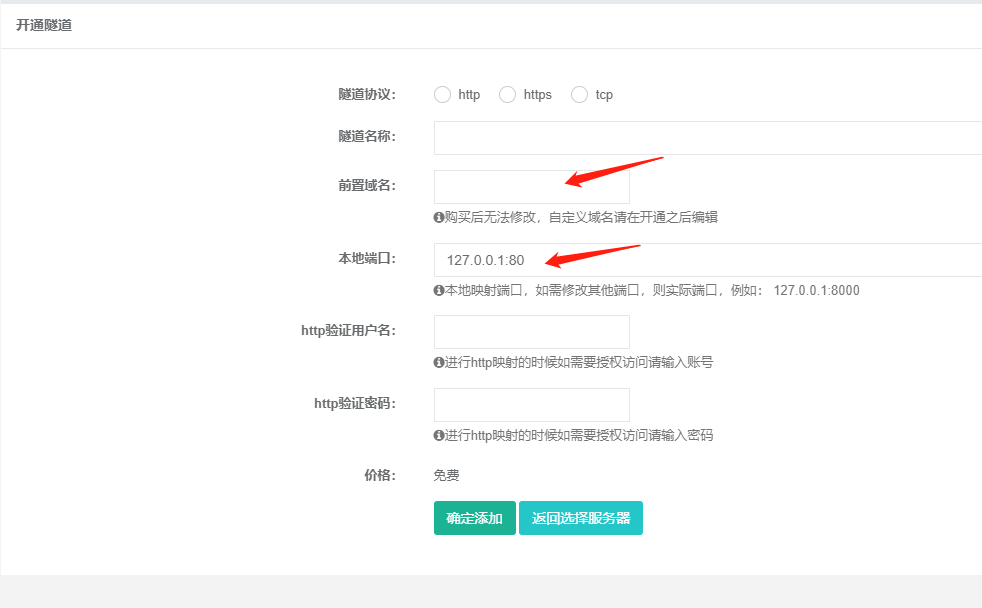 开通隧道
隧道协议： http https tcp
隧道名称：
前置域名：
购买后无法修改，自定义域名请在开通之后编辑
本地端口： 127.0.0.1:80
本地映射端口，如需修改其他端口，则实际端口，例如： 127.0.0.1:8000
http验证用户名：
进行http映射的时候如需要授权访问请输入账号
http验证密码：
进行http映射的时候如需要授权访问请输入密码
价格： 免费
确定添加 返回选择服务器